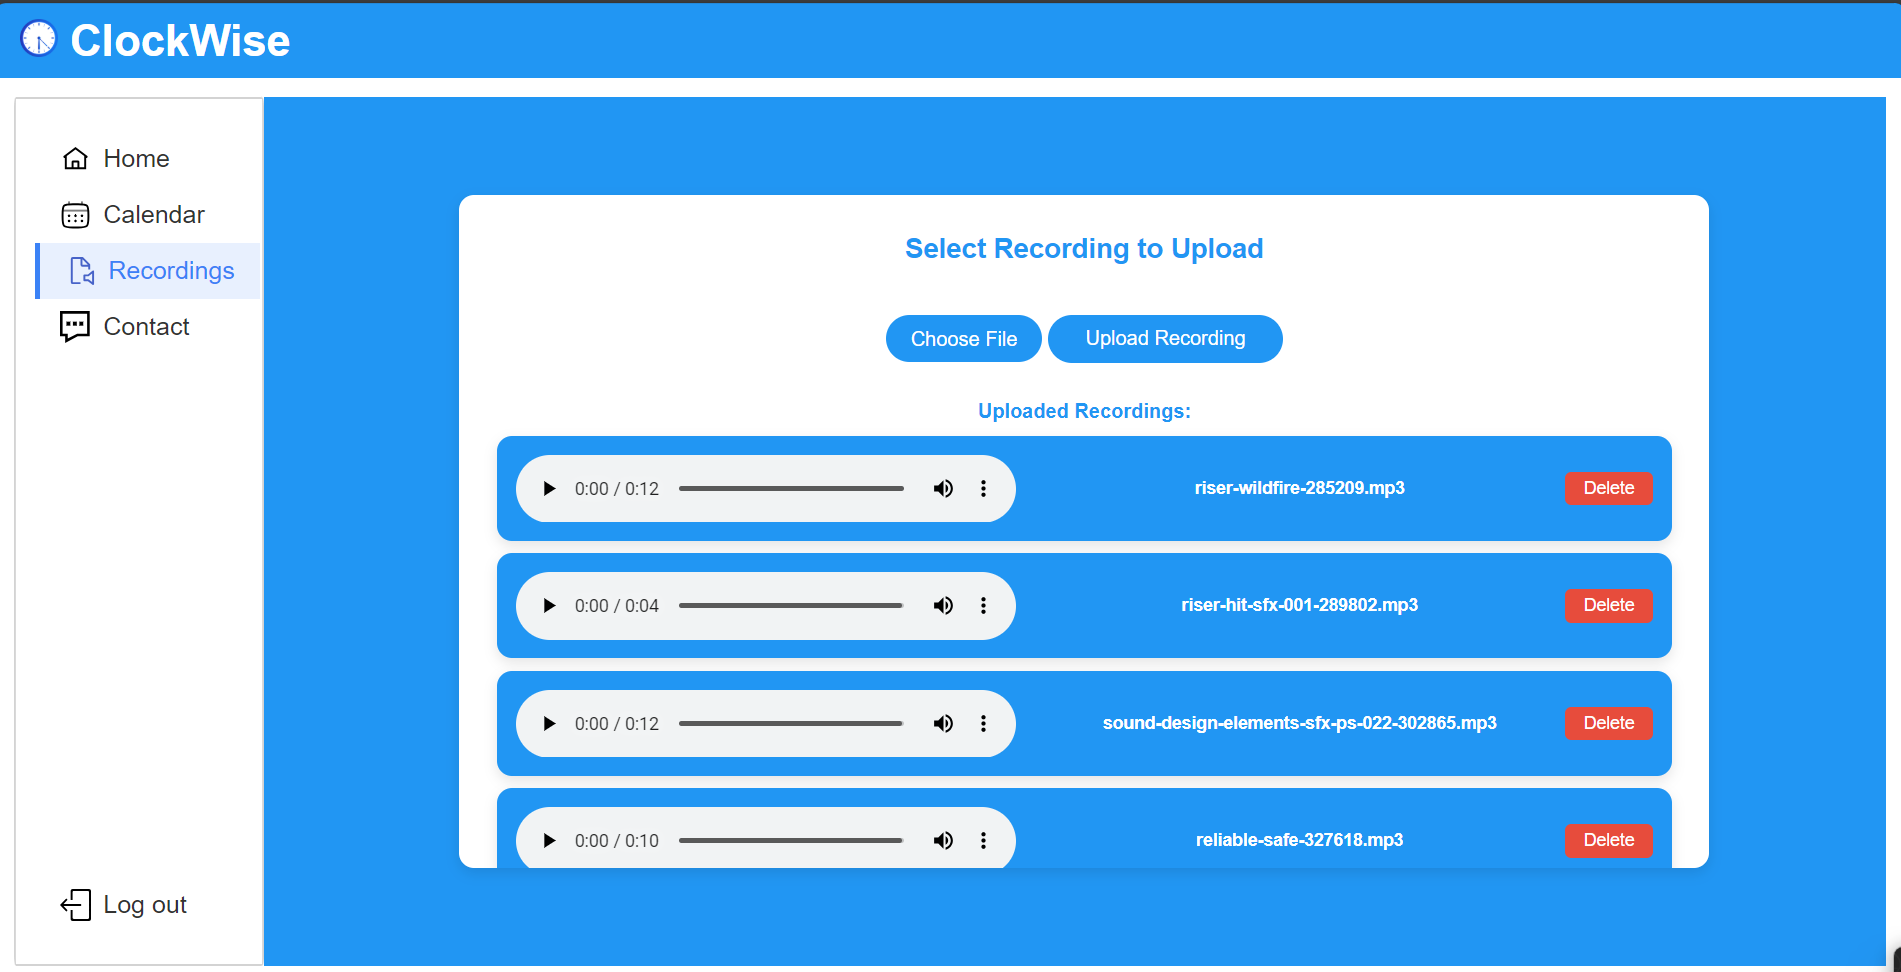 ClockWise
Home
Calendar
Recordings
Contact
Log out
Select Recording to Upload
Choose File
Upload Recording
Uploaded Recordings:
0:00 / 0:12
riser-wildfire-285209.mp3
Delete
0:00 / 0:04
riser-hit-sfx-001-289802.mp3
Delete
0:00 / 0:12
sound-design-elements-sfx-ps-022-302865.mp3
Delete
0:00 / 0:10
reliable-safe-327618.mp3
Delete